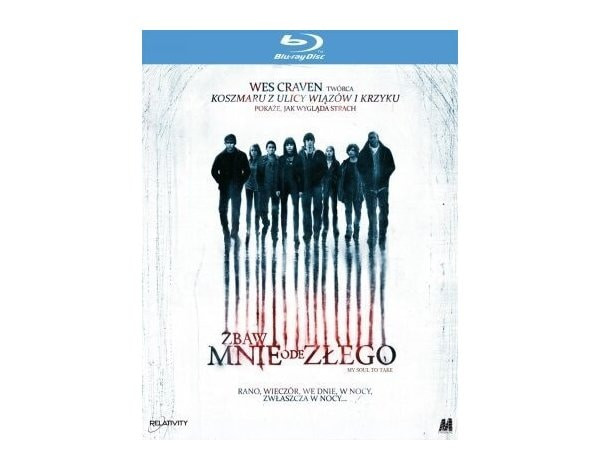 Blu-ray Disc
WES CRAVEN TWÓRCA
KOSZMARU Z ULICY WIĄZÓW I KRZYKU
POKAŻE, JAK WYGLĄDA STRACH
ZBAW
MNIE ODE ZŁEGO
MY SOUL TO TAKE
RANO, WIECZÓR, WE DNIE, W NOCY,
ZWŁASZCZA W NOCY...
RELATIVITY
M